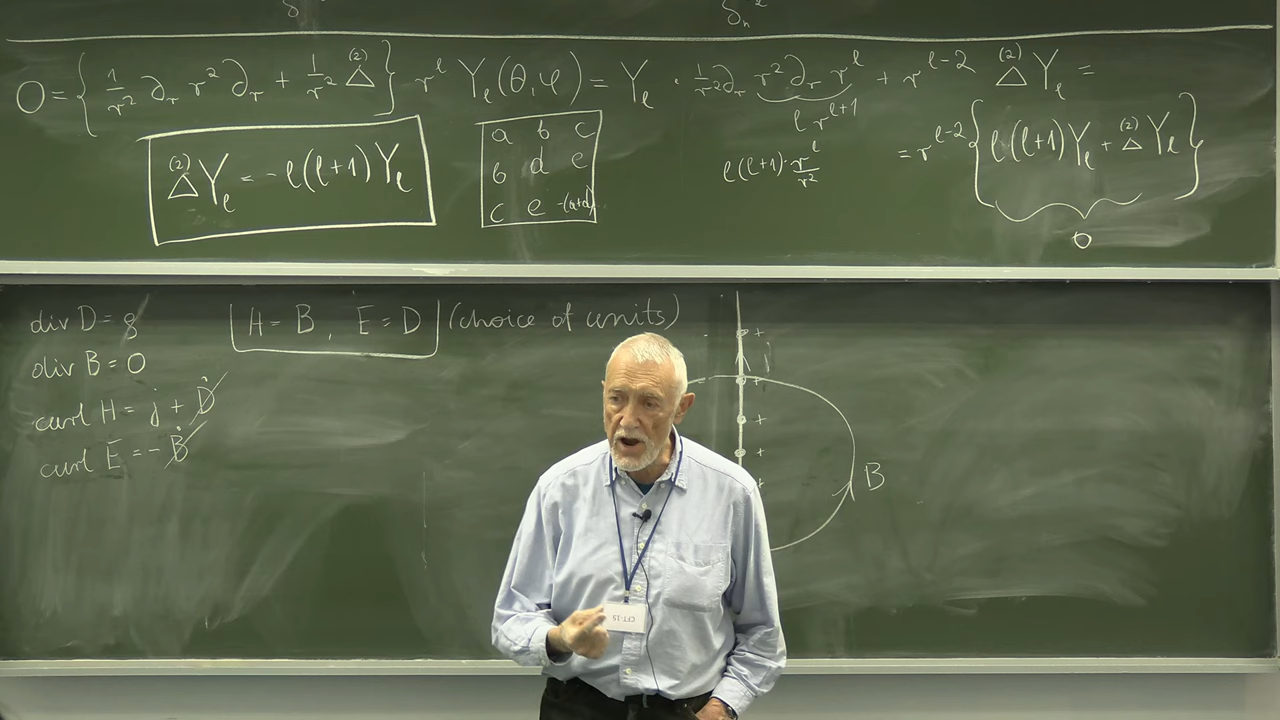 0 = { 1/r² ∂_r r² ∂_r + 1/r² Δ^(2) } r^l Y_l(θ,φ) = Y_l · 1/r² ∂_r r² ∂_r r^l + r^(l-2) Δ^(2) Y_l =
l r^(l+1)
l(l+1) · r^l/r²
= r^(l-2) { l(l+1) Y_l + Δ^(2) Y_l }
0
Δ^(2) Y_l = -l(l+1) Y_l
a b c
b d e
c e -(a+d)
div D = ϱ
div B = 0
curl H = j + Ḋ
curl E = - Ḃ
H = B , E = D (choice of units)
+
j
+
+
+
B
CFT-15